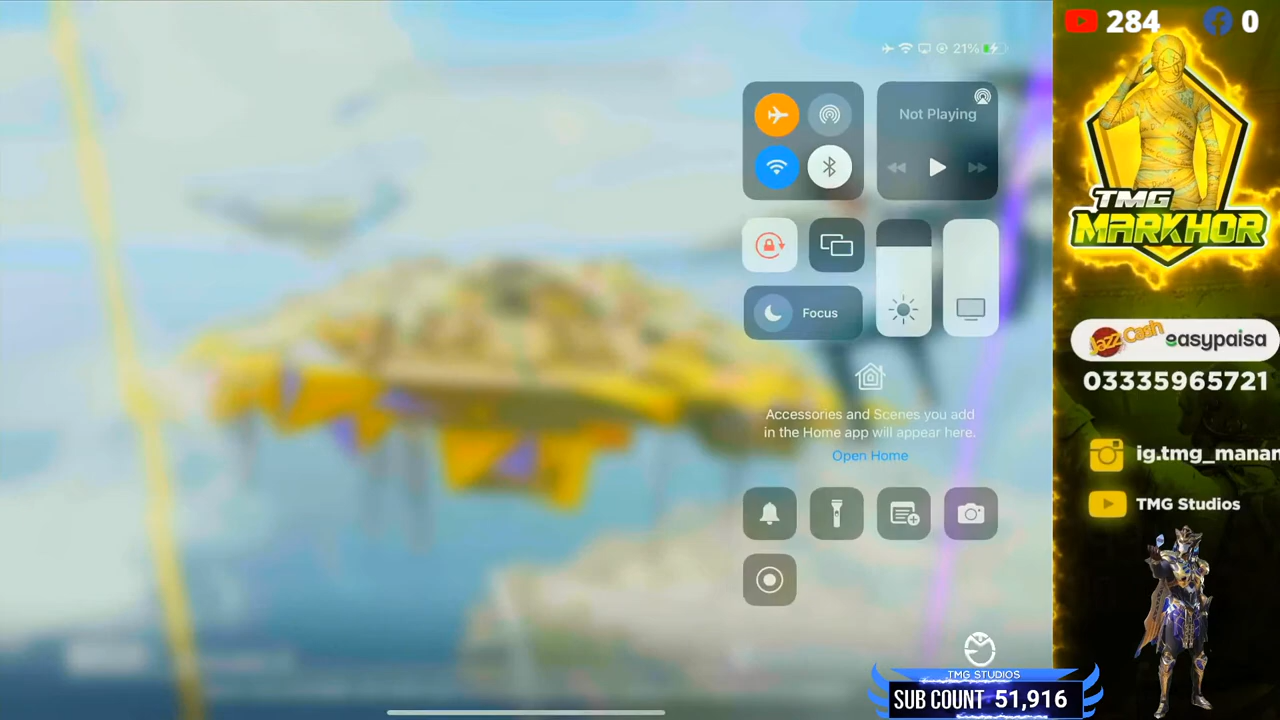 21%
Not Playing
Focus
Accessories and Scenes you add
in the Home app will appear here.
Open Home
284
0
TMG
MARKHOR
JazzCash
easypaisa
03335965721
ig.tmg_manan
TMG Studios
TMG STUDIOS
SUB COUNT 51,916